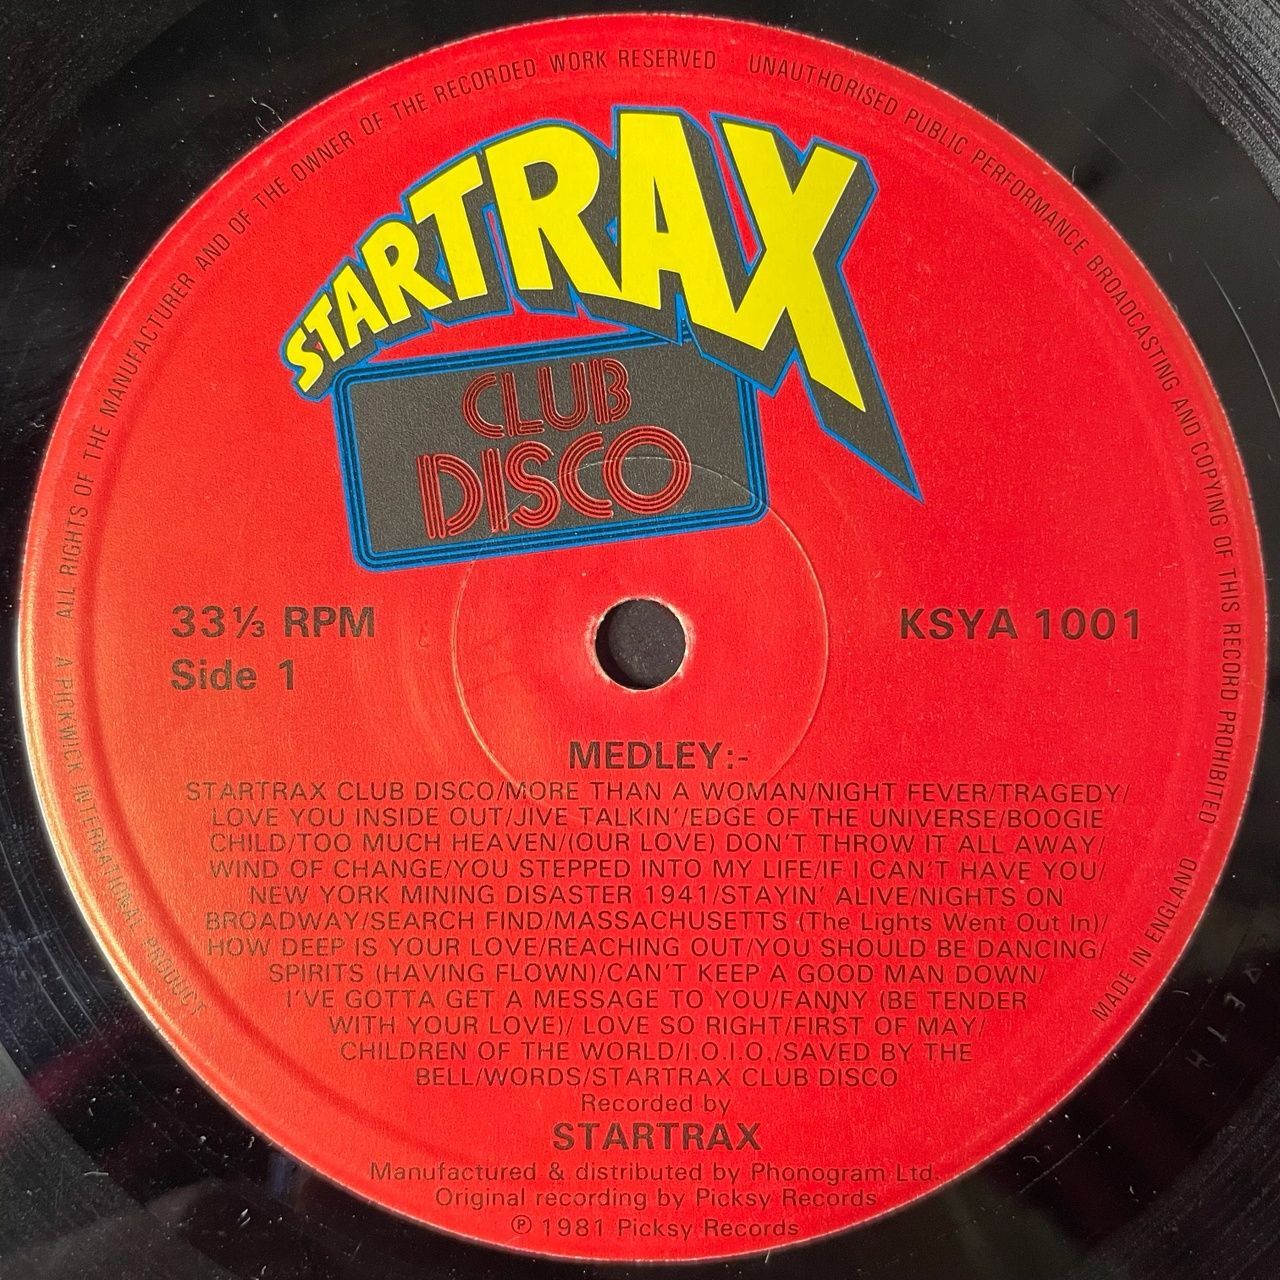 ALL RIGHTS OF THE MANUFACTURER AND OF THE OWNER OF THE RECORDED WORK RESERVED
UNAUTHORISED PUBLIC PERFORMANCE BROADCASTING AND COPYING OF THIS RECORD PROHIBITED
STARTRAX
CLUB
DISCO
33⅓ RPM
KSYA 1001
Side 1
MEDLEY:-
STARTRAX CLUB DISCO/MORE THAN A WOMAN/NIGHT FEVER/TRAGEDY/
LOVE YOU INSIDE OUT/JIVE TALKIN'/EDGE OF THE UNIVERSE/BOOGIE
CHILD/TOO MUCH HEAVEN/(OUR LOVE) DON'T THROW IT ALL AWAY/
WIND OF CHANGE/YOU STEPPED INTO MY LIFE/IF I CAN'T HAVE YOU/
NEW YORK MINING DISASTER 1941/STAYIN' ALIVE/NIGHTS ON
BROADWAY/SEARCH FIND/MASSACHUSETTS (The Lights Went Out In)/
HOW DEEP IS YOUR LOVE/REACHING OUT/YOU SHOULD BE DANCING/
SPIRITS (HAVING FLOWN)/CAN'T KEEP A GOOD MAN DOWN/
I'VE GOTTA GET A MESSAGE TO YOU/FANNY (BE TENDER
WITH YOUR LOVE)/ LOVE SO RIGHT/FIRST OF MAY/
CHILDREN OF THE WORLD/I.O.I.O./SAVED BY THE
BELL/WORDS/STARTRAX CLUB DISCO
Recorded by
STARTRAX
Manufactured & distributed by Phonogram Ltd.
Original recording by Picksy Records
℗ 1981 Picksy Records
A PICKWICK INTERNATIONAL PRODUCT
MADE IN ENGLAND